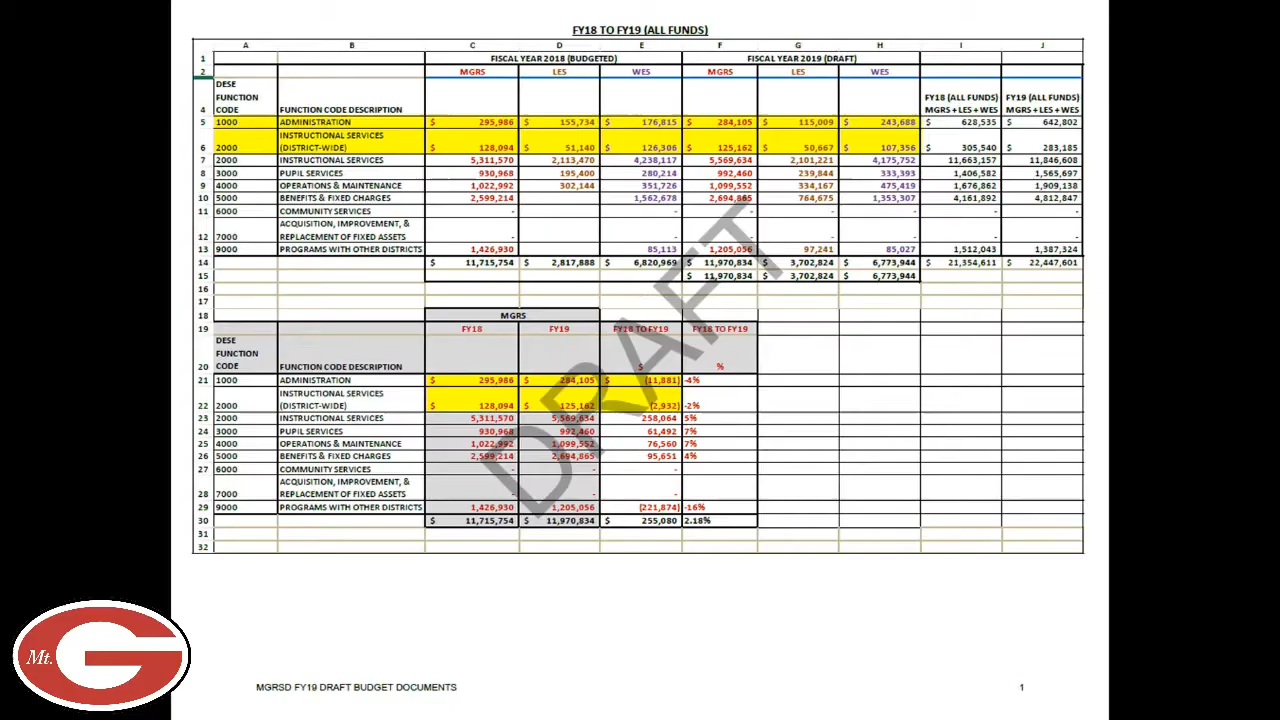 FY18 TO FY19 (ALL FUNDS)
A B C D E F G H I J
1 FISCAL YEAR 2018 (BUDGETED) FISCAL YEAR 2019 (DRAFT)
2 MGRS LES WES MGRS LES WES
DESE
FUNCTION FY18 (ALL FUNDS) FY19 (ALL FUNDS)
4 CODE FUNCTION CODE DESCRIPTION MGRS + LES + WES MGRS + LES + WES
5 1000 ADMINISTRATION $ 295,986 $ 155,734 $ 176,815 $ 284,105 $ 115,009 $ 243,688 $ 628,535 $ 642,802
INSTRUCTIONAL SERVICES
6 2000 (DISTRICT-WIDE) $ 128,094 $ 51,140 $ 126,306 $ 125,162 $ 50,667 $ 107,356 $ 305,540 $ 283,185
7 2000 INSTRUCTIONAL SERVICES 5,311,570 2,113,470 4,238,117 5,569,634 2,101,221 4,175,752 11,663,157 11,846,608
8 3000 PUPIL SERVICES 930,968 195,400 280,214 992,460 239,844 333,393 1,406,582 1,565,697
9 4000 OPERATIONS & MAINTENANCE 1,022,992 302,144 351,726 1,099,552 334,167 475,419 1,676,862 1,909,138
10 5000 BENEFITS & FIXED CHARGES 2,599,214 1,562,678 2,694,865 764,675 1,353,307 4,161,892 4,812,847
11 6000 COMMUNITY SERVICES - - - - - - -
ACQUISITION, IMPROVEMENT, &
12 7000 REPLACEMENT OF FIXED ASSETS - - - - - - -
13 9000 PROGRAMS WITH OTHER DISTRICTS 1,426,930 85,113 1,205,056 97,241 85,027 1,512,043 1,387,324
14 $ 11,715,754 $ 2,817,888 $ 6,820,969 $ 11,970,834 $ 3,702,824 $ 6,773,944 $ 21,354,611 $ 22,447,601
15 $ 11,970,834 $ 3,702,824 $ 6,773,944
16
17
18 MGRS
19 FY18 FY19 FY18 TO FY19 FY18 TO FY19
DESE
FUNCTION
20 CODE FUNCTION CODE DESCRIPTION $ %
21 1000 ADMINISTRATION $ 295,986 $ 284,105 $ (11,881) -4%
INSTRUCTIONAL SERVICES
22 2000 (DISTRICT-WIDE) $ 128,094 $ 125,162 $ (2,932) -2%
23 2000 INSTRUCTIONAL SERVICES 5,311,570 5,569,634 258,064 5%
24 3000 PUPIL SERVICES 930,968 992,460 61,492 7%
25 4000 OPERATIONS & MAINTENANCE 1,022,992 1,099,552 76,560 7%
26 5000 BENEFITS & FIXED CHARGES 2,599,214 2,694,865 95,651 4%
27 6000 COMMUNITY SERVICES - - -
ACQUISITION, IMPROVEMENT, &
28 7000 REPLACEMENT OF FIXED ASSETS - - -
29 9000 PROGRAMS WITH OTHER DISTRICTS 1,426,930 1,205,056 (221,874) -16%
30 $ 11,715,754 $ 11,970,834 $ 255,080 2.18%
31
32
DRAFT
Mt. G
MGRSD FY19 DRAFT BUDGET DOCUMENTS 1